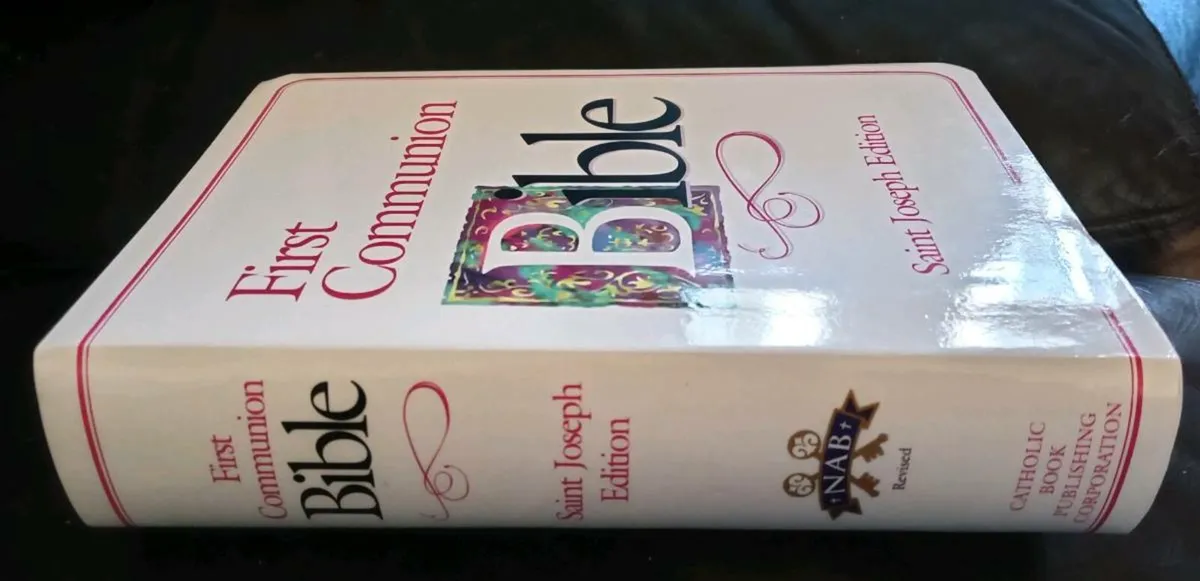 First
Communion
Bible
Saint Joseph Edition
First
Communion
Bible
Saint Joseph
Edition
NAB
Revised
CATHOLIC
BOOK
PUBLISHING
CORPORATION